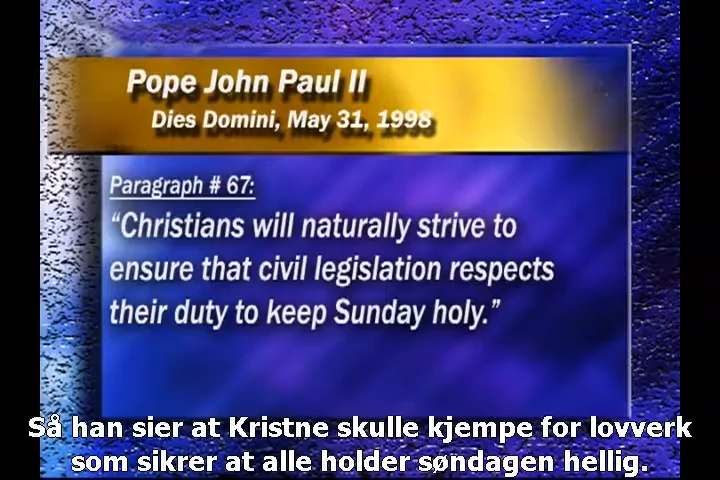 Pope John Paul II
Dies Domini, May 31, 1998
Paragraph # 67:
“Christians will naturally strive to
ensure that civil legislation respects
their duty to keep Sunday holy.”
Så han sier at Kristne skulle kjempe for lovverk
som sikrer at alle holder søndagen hellig.